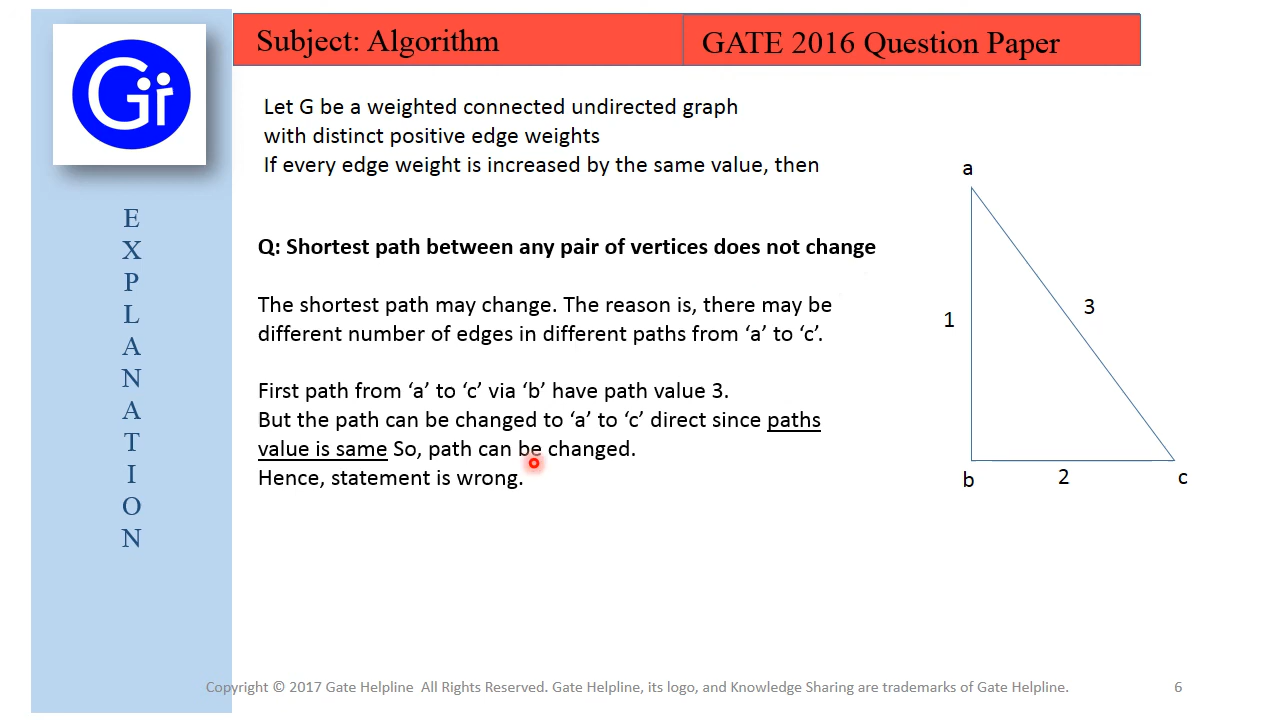 Gir
Subject: Algorithm
GATE 2016 Question Paper
Let G be a weighted connected undirected graph
with distinct positive edge weights
If every edge weight is increased by the same value, then
E
X
P
L
A
N
A
T
I
O
N
Q: Shortest path between any pair of vertices does not change
The shortest path may change. The reason is, there may be
different number of edges in different paths from ‘a’ to ‘c’.
First path from ‘a’ to ‘c’ via ‘b’ have path value 3.
But the path can be changed to ‘a’ to ‘c’ direct since paths
value is same So, path can be changed.
Hence, statement is wrong.
a
1
3
b
2
c
Copyright © 2017 Gate Helpline All Rights Reserved. Gate Helpline, its logo, and Knowledge Sharing are trademarks of Gate Helpline.
6